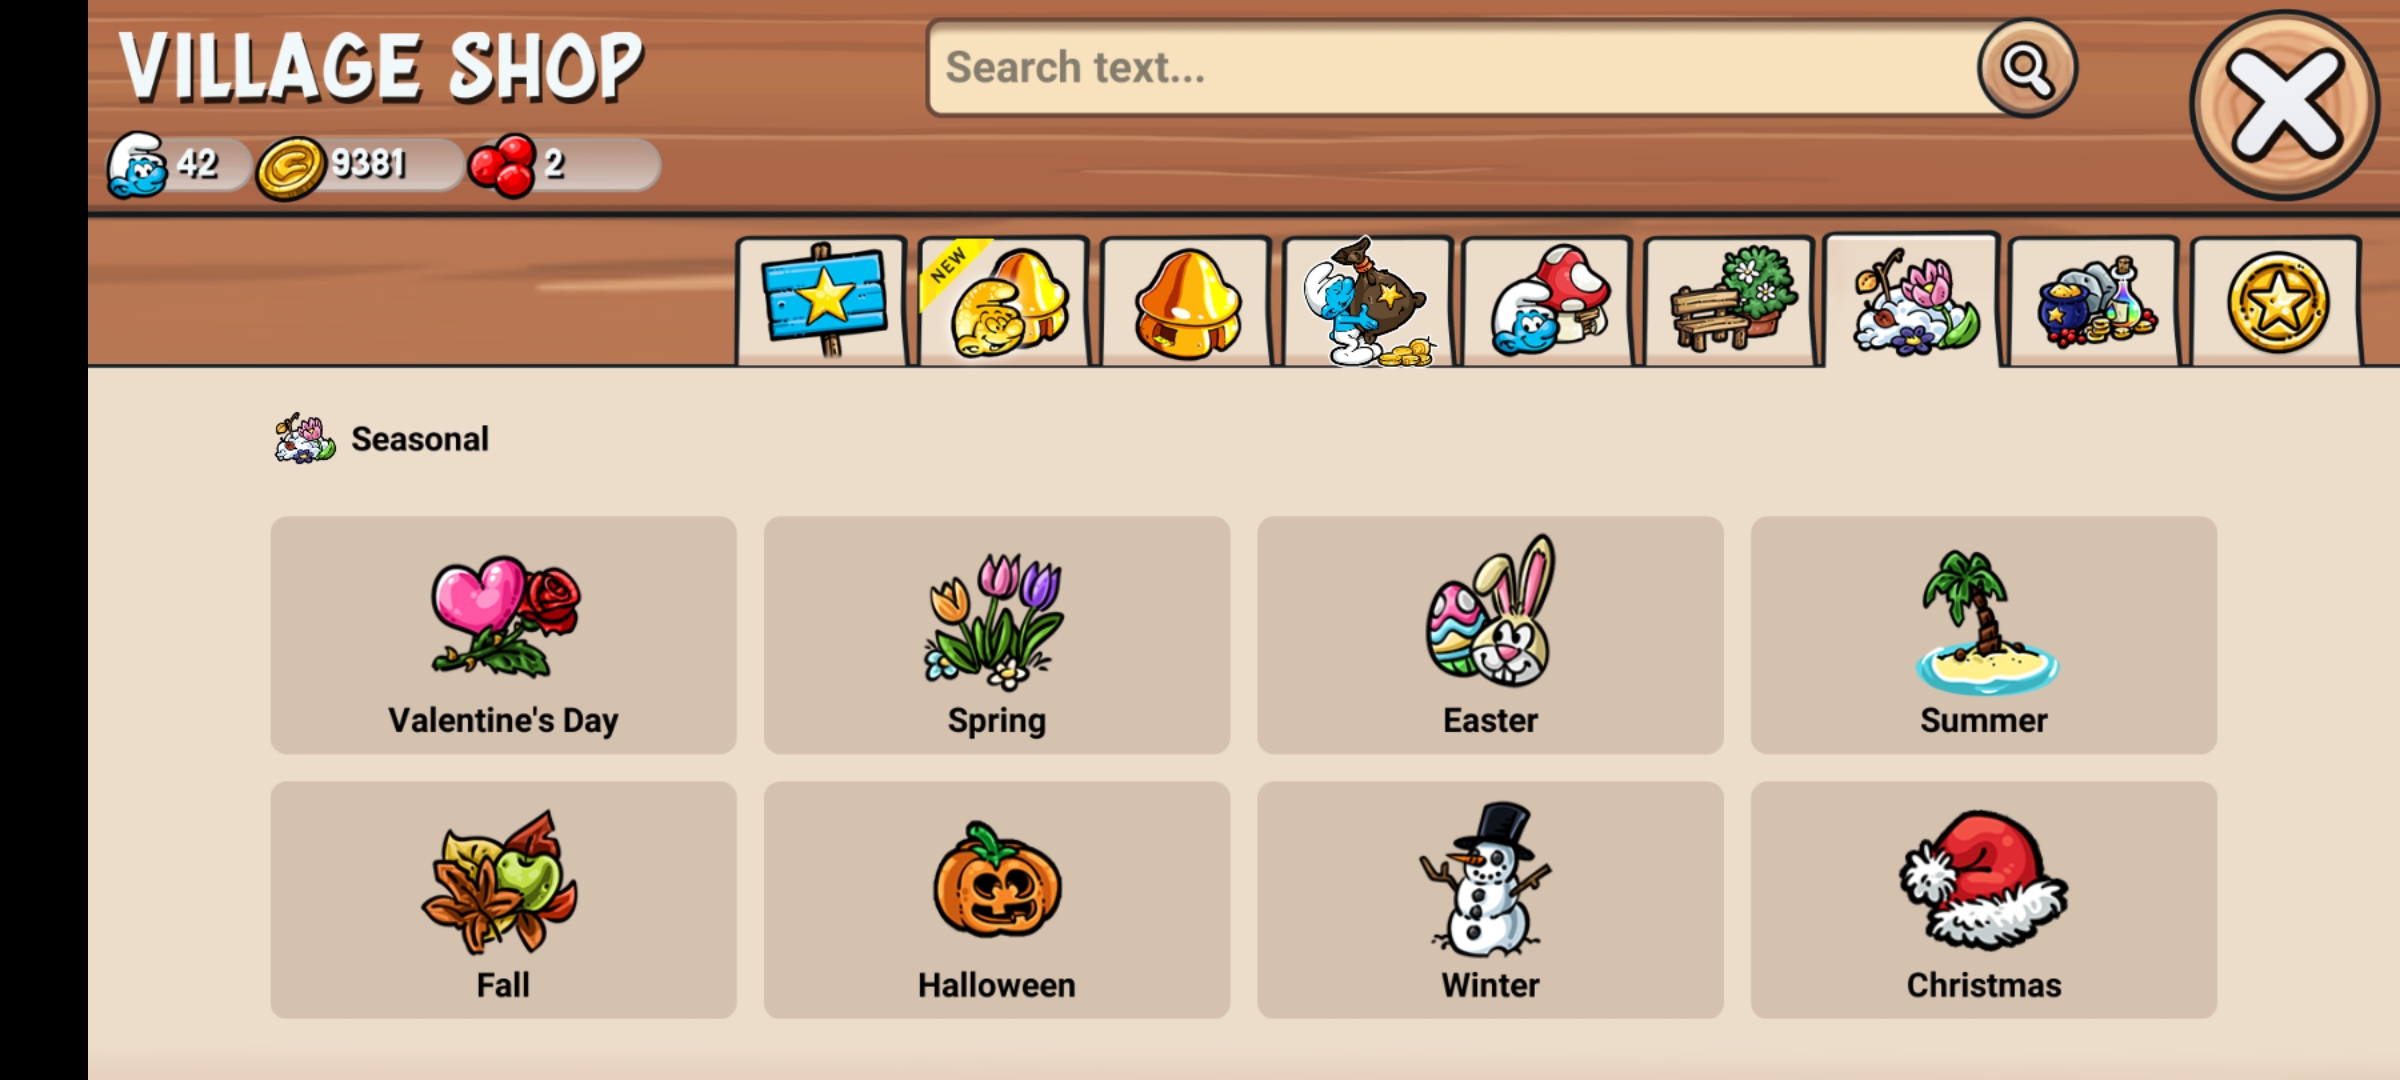 VILLAGE SHOP
Search text...
42 9381 2
NEW
Seasonal
Valentine's Day Spring Easter Summer
Fall Halloween Winter Christmas